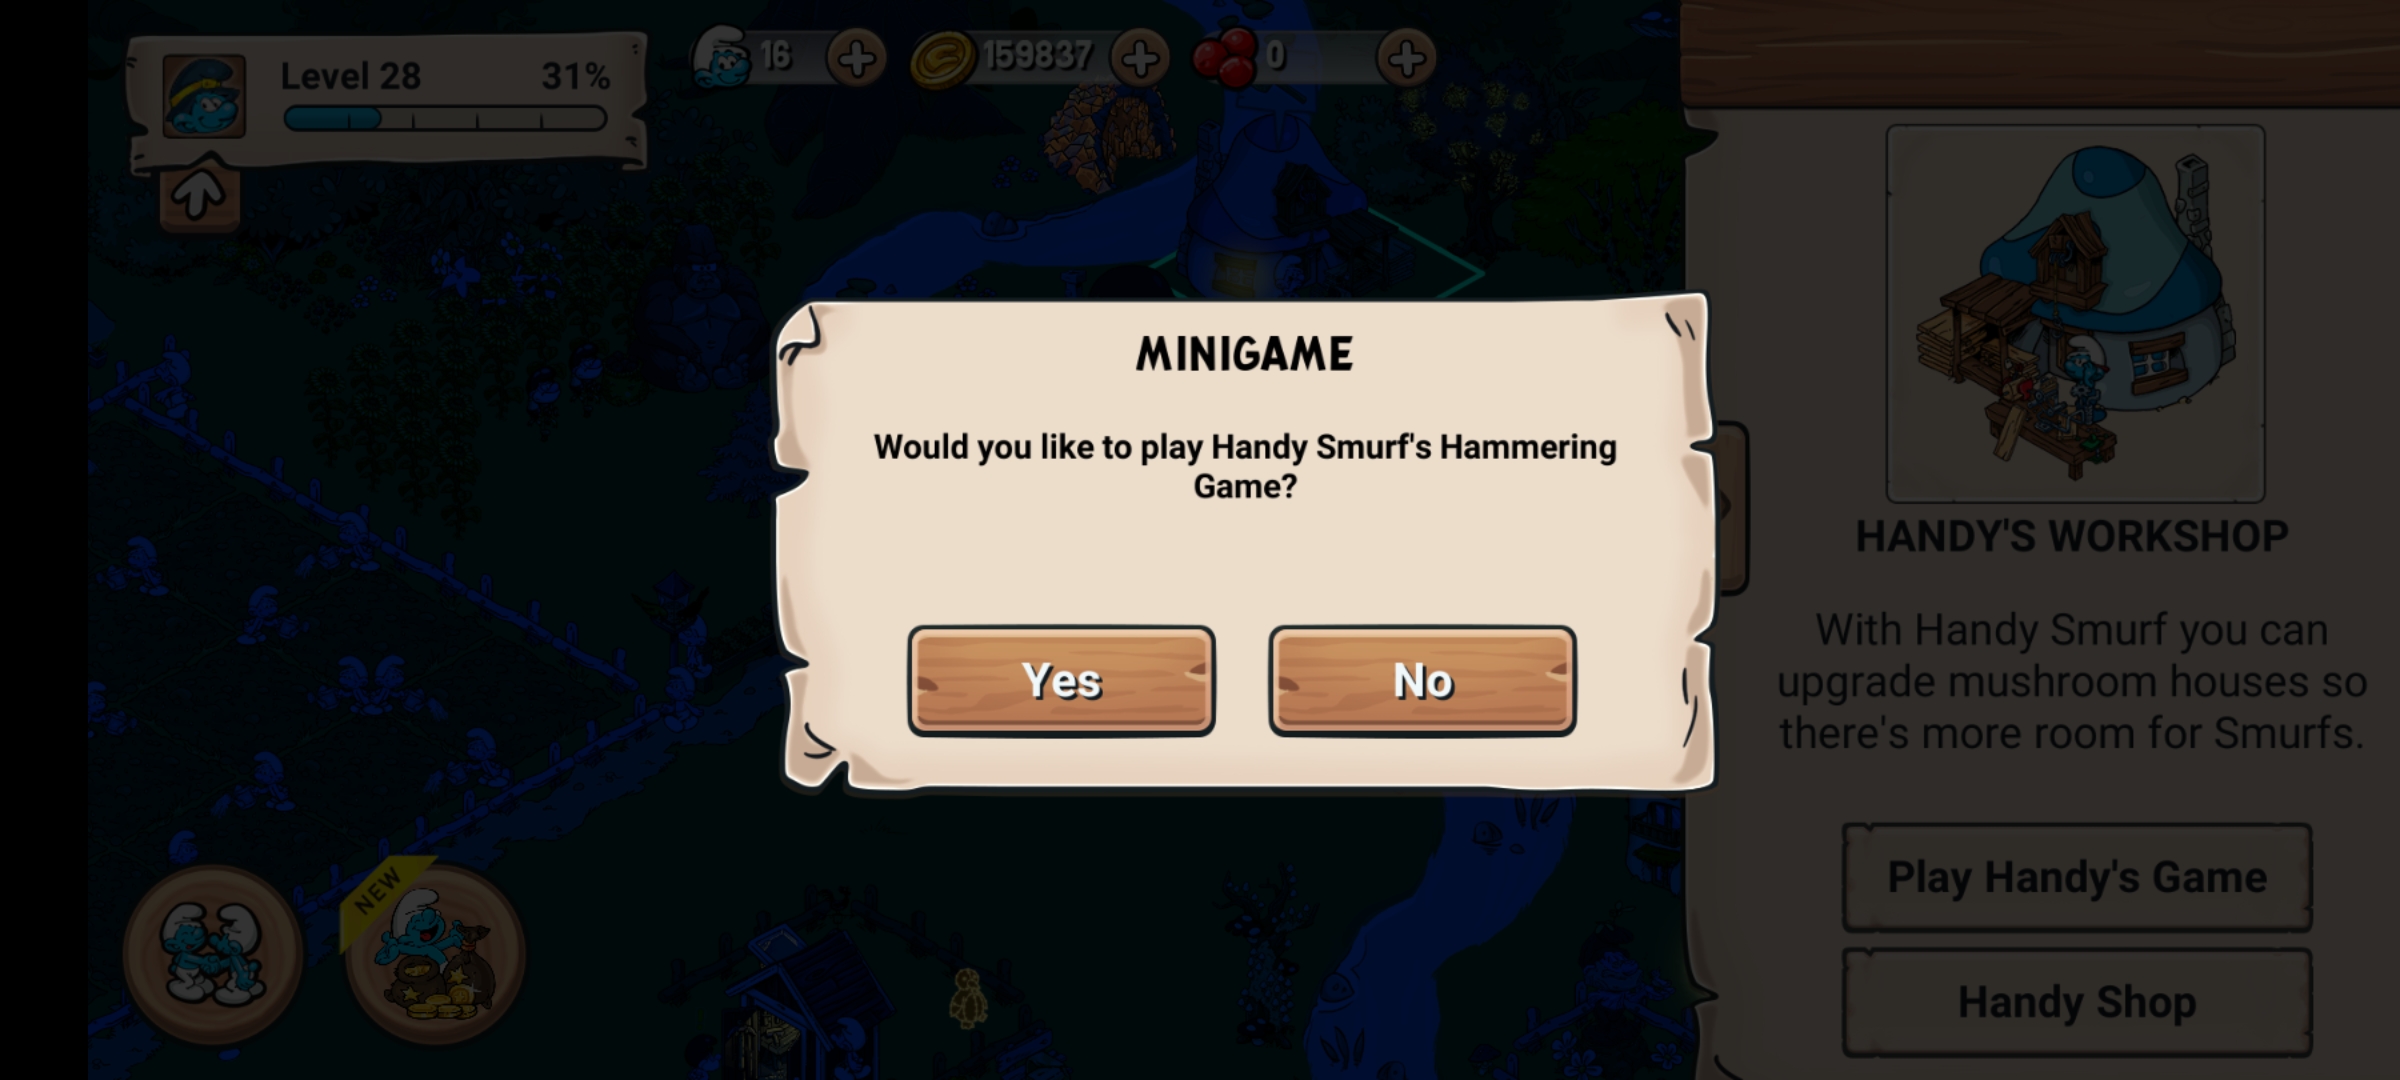 Level 28 31%
16
159837
0
MINIGAME
Would you like to play Handy Smurf's Hammering
Game?
Yes
No
HANDY'S WORKSHOP
With Handy Smurf you can
upgrade mushroom houses so
there's more room for Smurfs.
Play Handy's Game
Handy Shop
NEW